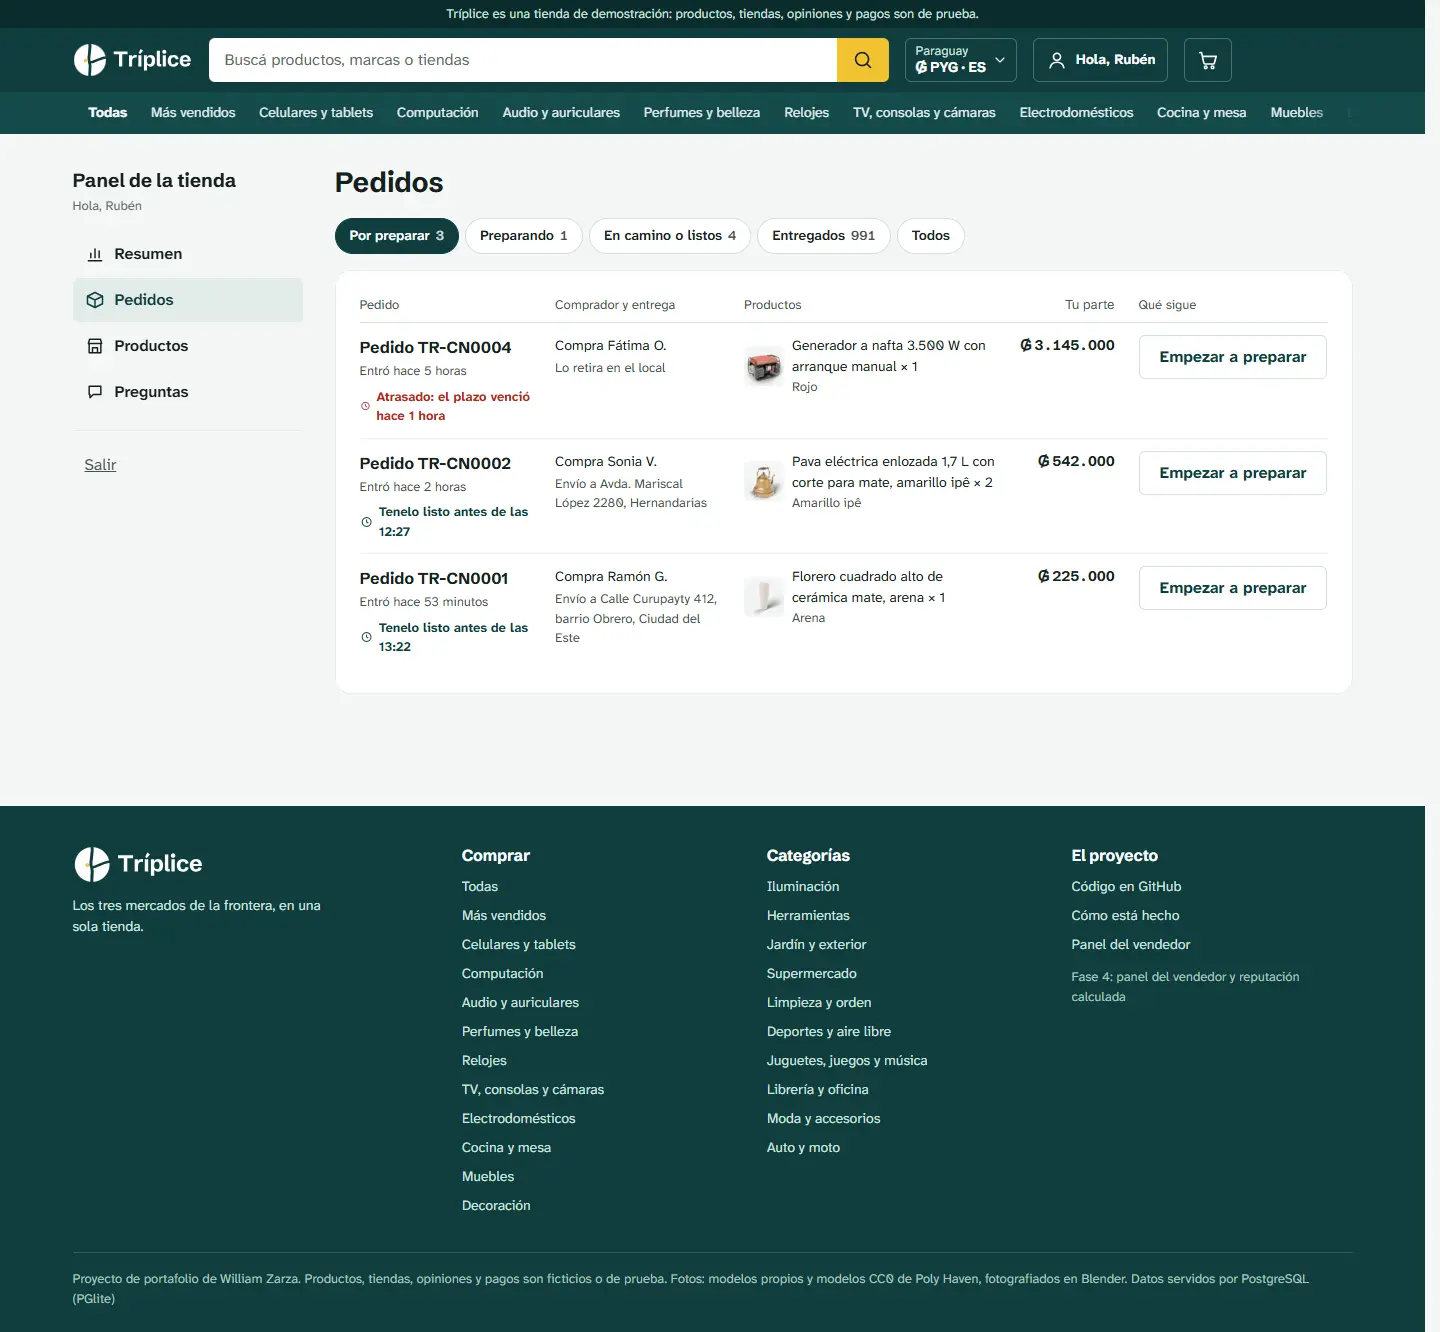 Tríplice es una tienda de demostración: productos, tiendas, opiniones y pagos son de prueba.
Tríplice
Buscá productos, marcas o tiendas
Paraguay
₲ PYG · ES
Hola, Rubén
Todas
Más vendidos
Celulares y tablets
Computación
Audio y auriculares
Perfumes y belleza
Relojes
TV, consolas y cámaras
Electrodomésticos
Cocina y mesa
Muebles
Panel de la tienda
Hola, Rubén
Resumen
Pedidos
Productos
Preguntas
Salir
Pedidos
Por preparar 3
Preparando 1
En camino o listos 4
Entregados 991
Todos
Pedido
Comprador y entrega
Productos
Tu parte
Qué sigue
Pedido TR-CN0004
Entró hace 5 horas
Atrasado: el plazo venció
hace 1 hora
Compra Fátima O.
Lo retira en el local
Generador a nafta 3.500 W con
arranque manual × 1
Rojo
₲ 3.145.000
Empezar a preparar
Pedido TR-CN0002
Entró hace 2 horas
Tenelo listo antes de las
12:27
Compra Sonia V.
Envío a Avda. Mariscal
López 2280, Hernandarias
Pava eléctrica enlozada 1,7 L con
corte para mate, amarillo ipê × 2
Amarillo ipê
₲ 542.000
Empezar a preparar
Pedido TR-CN0001
Entró hace 53 minutos
Tenelo listo antes de las
13:22
Compra Ramón G.
Envío a Calle Curupayty 412,
barrio Obrero, Ciudad del
Este
Florero cuadrado alto de
cerámica mate, arena × 1
Arena
₲ 225.000
Empezar a preparar
Tríplice
Los tres mercados de la frontera, en una
sola tienda.
Comprar
Todas
Más vendidos
Celulares y tablets
Computación
Audio y auriculares
Perfumes y belleza
Relojes
TV, consolas y cámaras
Electrodomésticos
Cocina y mesa
Muebles
Decoración
Categorías
Iluminación
Herramientas
Jardín y exterior
Supermercado
Limpieza y orden
Deportes y aire libre
Juguetes, juegos y música
Librería y oficina
Moda y accesorios
Auto y moto
El proyecto
Código en GitHub
Cómo está hecho
Panel del vendedor
Fase 4: panel del vendedor y reputación
calculada
Proyecto de portafolio de William Zarza. Productos, tiendas, opiniones y pagos son ficticios o de prueba. Fotos: modelos propios y modelos CC0 de Poly Haven, fotografiados en Blender. Datos servidos por PostgreSQL
(PGlite)